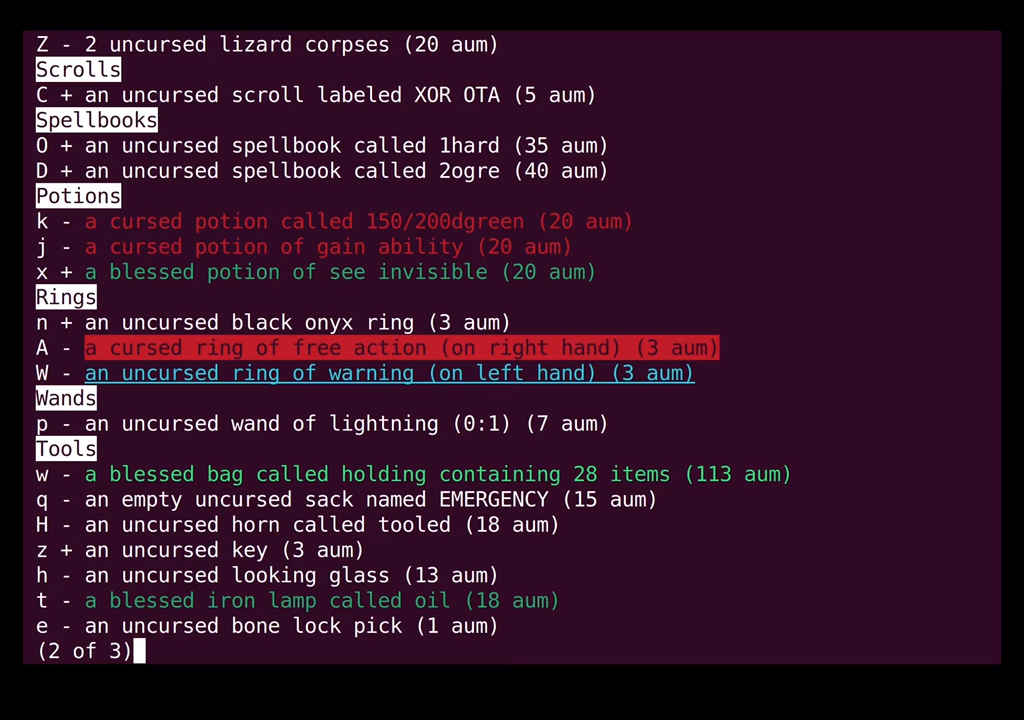 Z - 2 uncursed lizard corpses (20 aum)
Scrolls
C + an uncursed scroll labeled XOR OTA (5 aum)
Spellbooks
O + an uncursed spellbook called 1hard (35 aum)
D + an uncursed spellbook called 2ogre (40 aum)
Potions
k - a cursed potion called 150/200dgreen (20 aum)
j - a cursed potion of gain ability (20 aum)
x + a blessed potion of see invisible (20 aum)
Rings
n + an uncursed black onyx ring (3 aum)
A - a cursed ring of free action (on right hand) (3 aum)
W - an uncursed ring of warning (on left hand) (3 aum)
Wands
p - an uncursed wand of lightning (0:1) (7 aum)
Tools
w - a blessed bag called holding containing 28 items (113 aum)
q - an empty uncursed sack named EMERGENCY (15 aum)
H - an uncursed horn called tooled (18 aum)
z + an uncursed key (3 aum)
h - an uncursed looking glass (13 aum)
t - a blessed iron lamp called oil (18 aum)
e - an uncursed bone lock pick (1 aum)
(2 of 3)